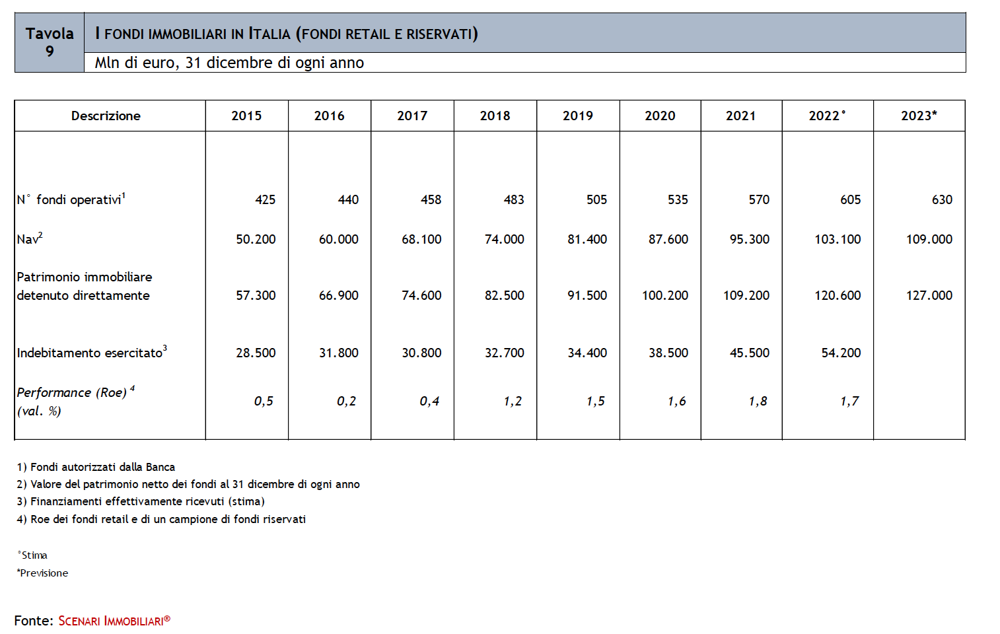 Tavola 9
I FONDI IMMOBILIARI IN ITALIA (FONDI RETAIL E RISERVATI)
Mln di euro, 31 dicembre di ogni anno
Descrizione 2015 2016 2017 2018 2019 2020 2021 2022° 2023*
N° fondi operativi1 425 440 458 483 505 535 570 605 630
Nav2 50.200 60.000 68.100 74.000 81.400 87.600 95.300 103.100 109.000
Patrimonio immobiliare
detenuto direttamente 57.300 66.900 74.600 82.500 91.500 100.200 109.200 120.600 127.000
Indebitamento esercitato3 28.500 31.800 30.800 32.700 34.400 38.500 45.500 54.200
Performance (Roe) 4
(val. %) 0,5 0,2 0,4 1,2 1,5 1,6 1,8 1,7
1) Fondi autorizzati dalla Banca
2) Valore del patrimonio netto dei fondi al 31 dicembre di ogni anno
3) Finanziamenti effettivamente ricevuti (stima)
4) Roe dei fondi retail e di un campione di fondi riservati
°Stima
*Previsione
Fonte: SCENARI IMMOBILIARI®